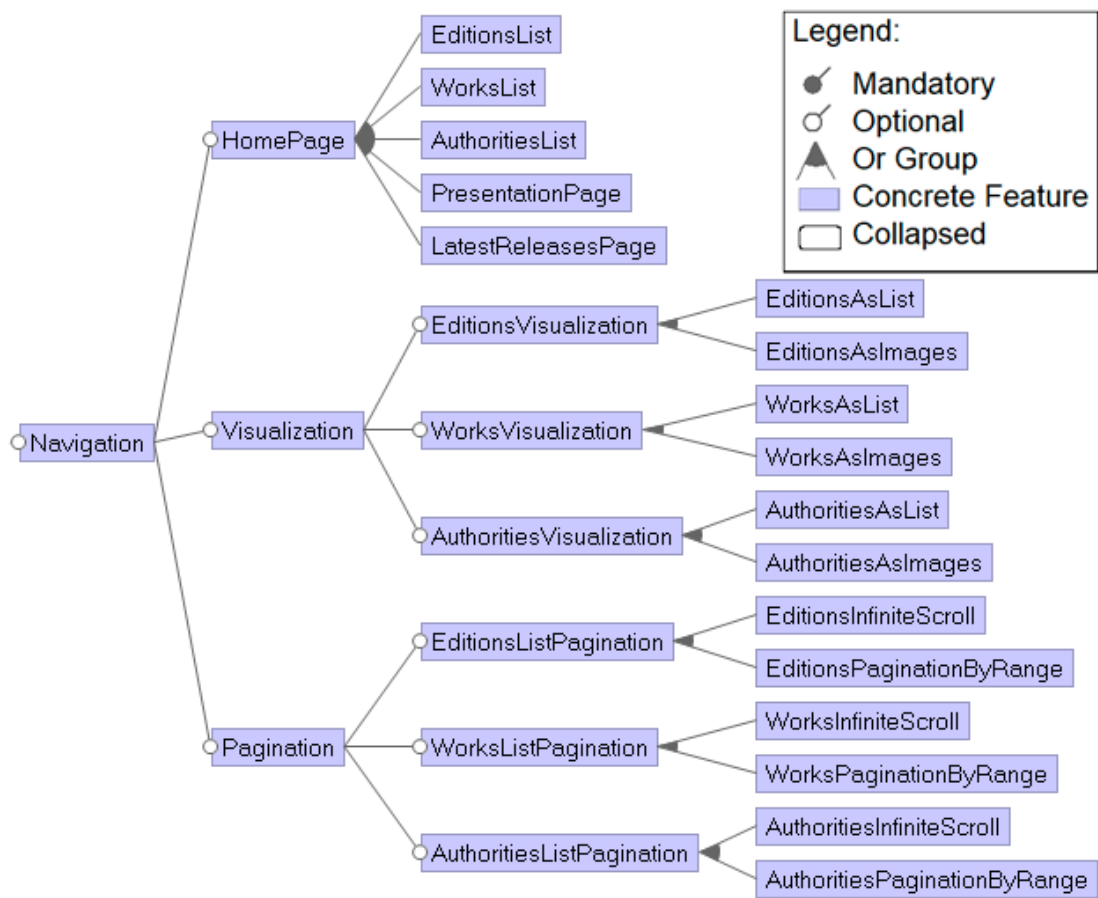 EditionsList
WorksList
AuthoritiesList
PresentationPage
LatestReleasesPage
HomePage
Legend:
Mandatory
Optional
Or Group
Concrete Feature
Collapsed
Navigation
Visualization
EditionsVisualization
EditionsAsList
EditionsAsImages
WorksVisualization
WorksAsList
WorksAsImages
AuthoritiesVisualization
AuthoritiesAsList
AuthoritiesAsImages
Pagination
EditionsListPagination
EditionsInfiniteScroll
EditionsPaginationByRange
WorksListPagination
WorksInfiniteScroll
WorksPaginationByRange
AuthoritiesListPagination
AuthoritiesInfiniteScroll
AuthoritiesPaginationByRange